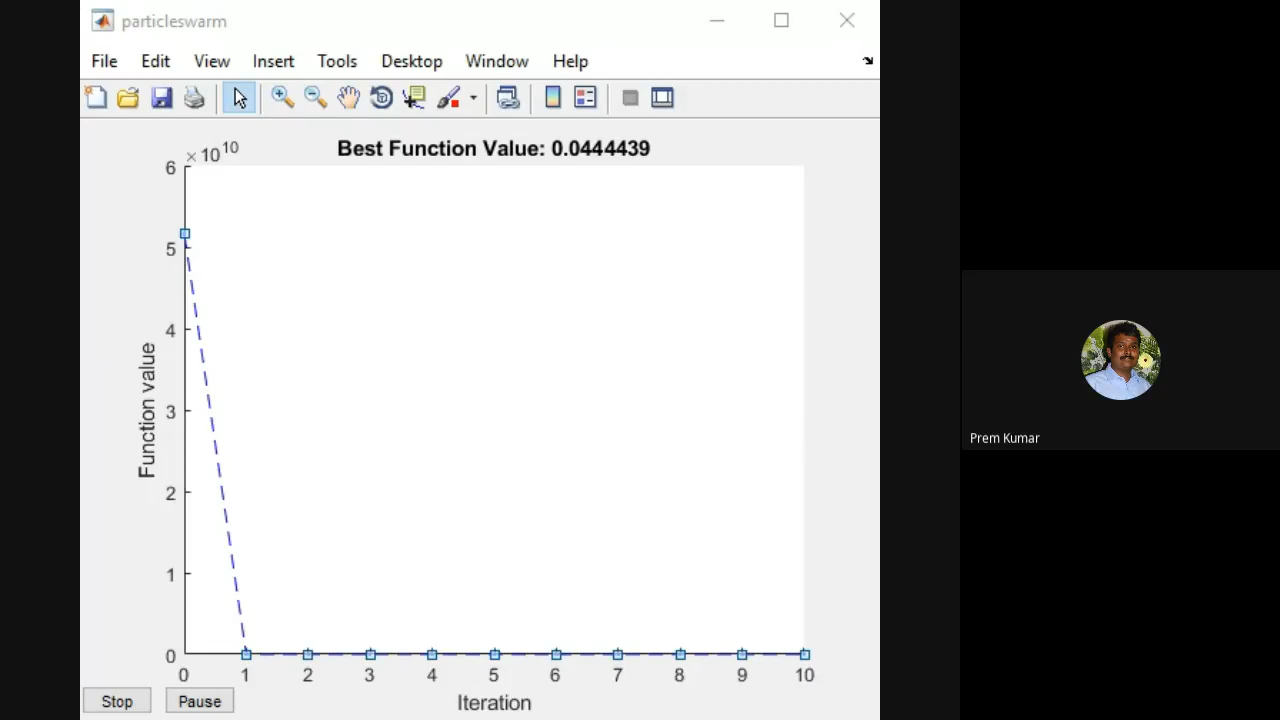 particleswarm
File Edit View Insert Tools Desktop Window Help
×10^10
Best Function Value: 0.0444439
6
5
4
3
2
1
0
Function value
0 1 2 3 4 5 6 7 8 9 10
Iteration
Stop Pause
Prem Kumar